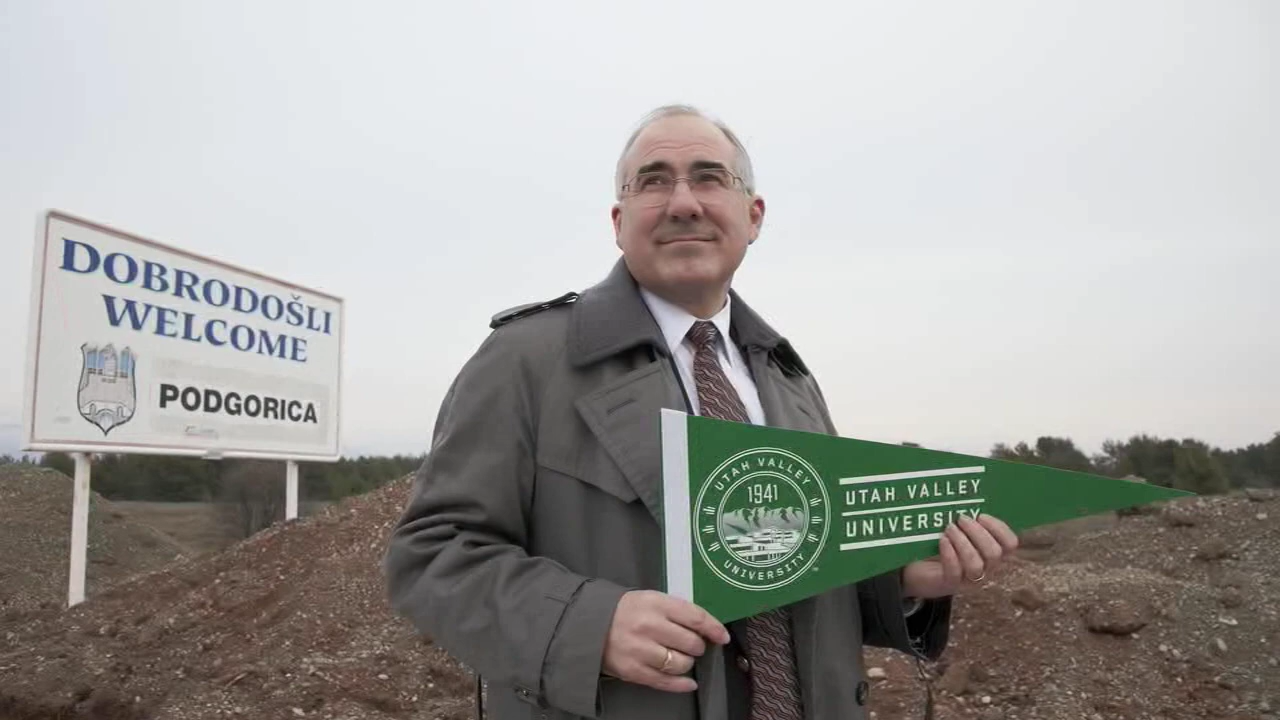 DOBRODOŠLI
WELCOME
PODGORICA
UTAH VALLEY
1941
UNIVERSITY
UTAH VALLEY
UNIVERSITY